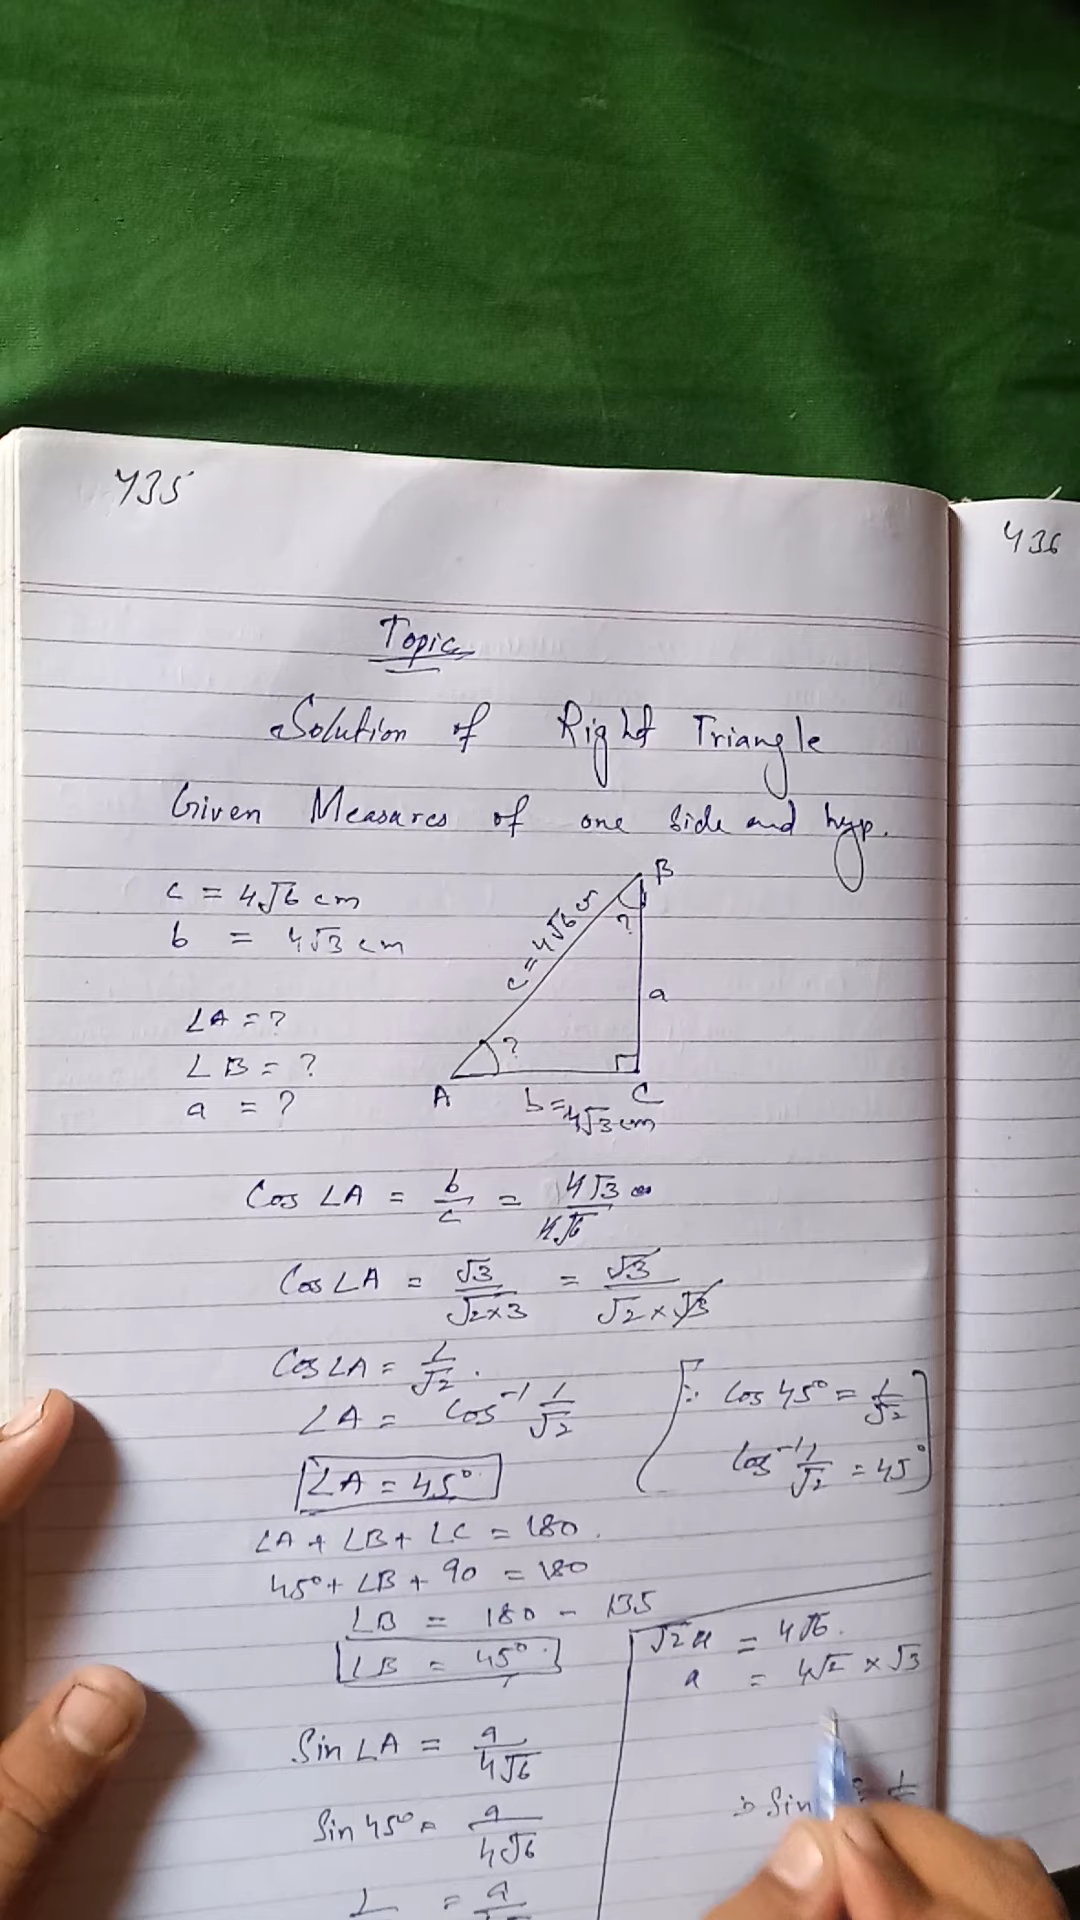 435
436
Topic
Solution of Right Triangle
Given Measures of one side and hyp.
c = 4√6 cm
b = 4√3 cm
∠A = ?
∠B = ?
a = ?
B
?
c = 4√6
a
?
A
C
b = 4√3 cm
Cos ∠A = b/c = 4√3/4√6
Cos ∠A = √3/√2×3 = √3/√2 × √3
Cos ∠A = 1/√2 .
∠A = Cos⁻¹ 1/√2
∵ Cos 45° = 1/√2
Cos⁻¹ 1/√2 = 45°
∠A = 45°
∠A + ∠B + ∠C = 180 .
45° + ∠B + 90 = 180
∠B = 180 - 135
∠B = 45°
√2 a = 4√6 .
a = 4√2 × √3
Sin ∠A = a/4√6
Sin 45° = a/4√6
Sin
1
= a